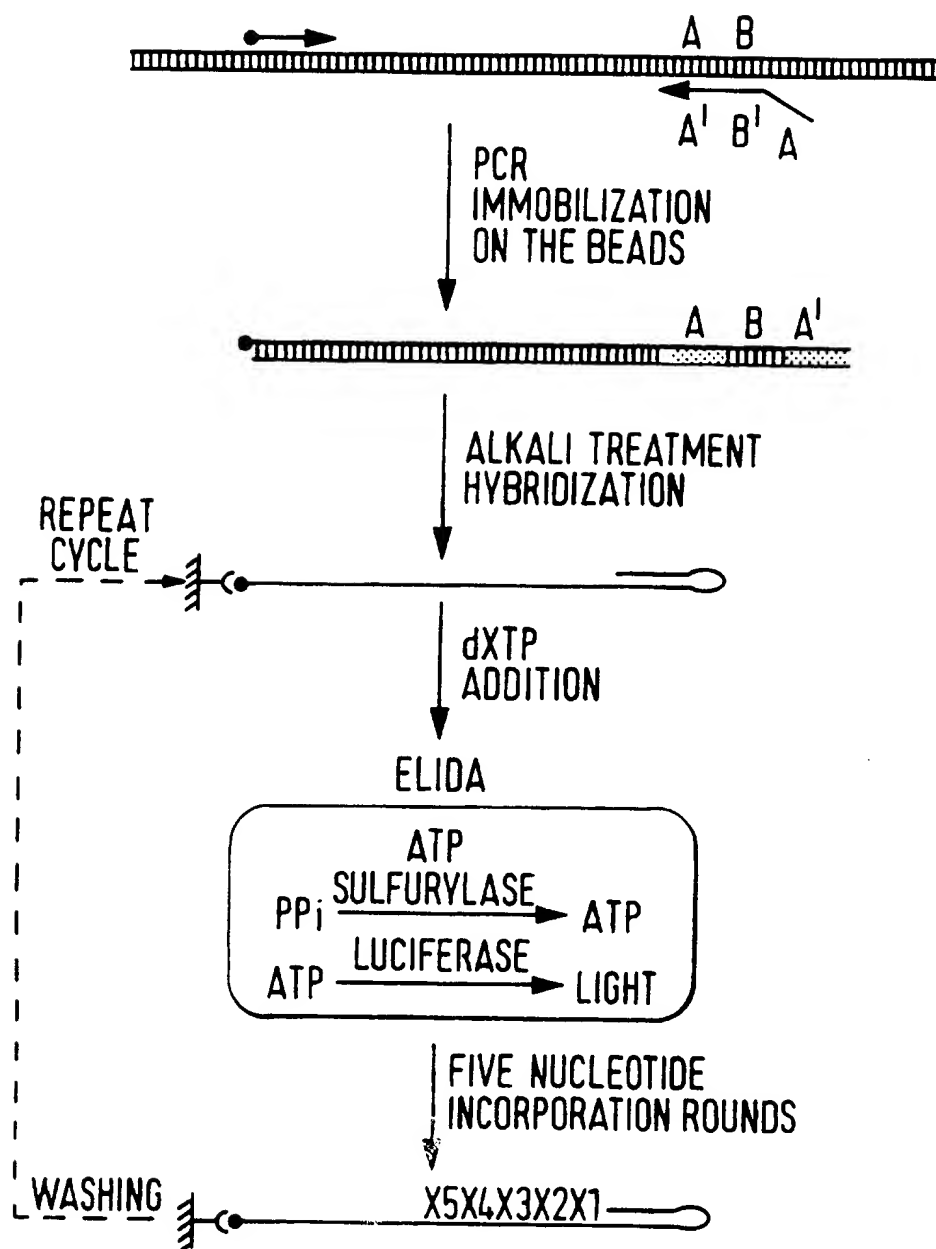 A B
A' B' A
PCR
IMMOBILIZATION
ON THE BEADS
A B A'
ALKALI TREATMENT
HYBRIDIZATION
REPEAT
CYCLE
dXTP
ADDITION
ELIDA
ATP
SULFURYLASE
PPi ATP
LUCIFERASE
ATP LIGHT
FIVE NUCLEOTIDE
INCORPORATION ROUNDS
WASHING
X5X4X3X2X1